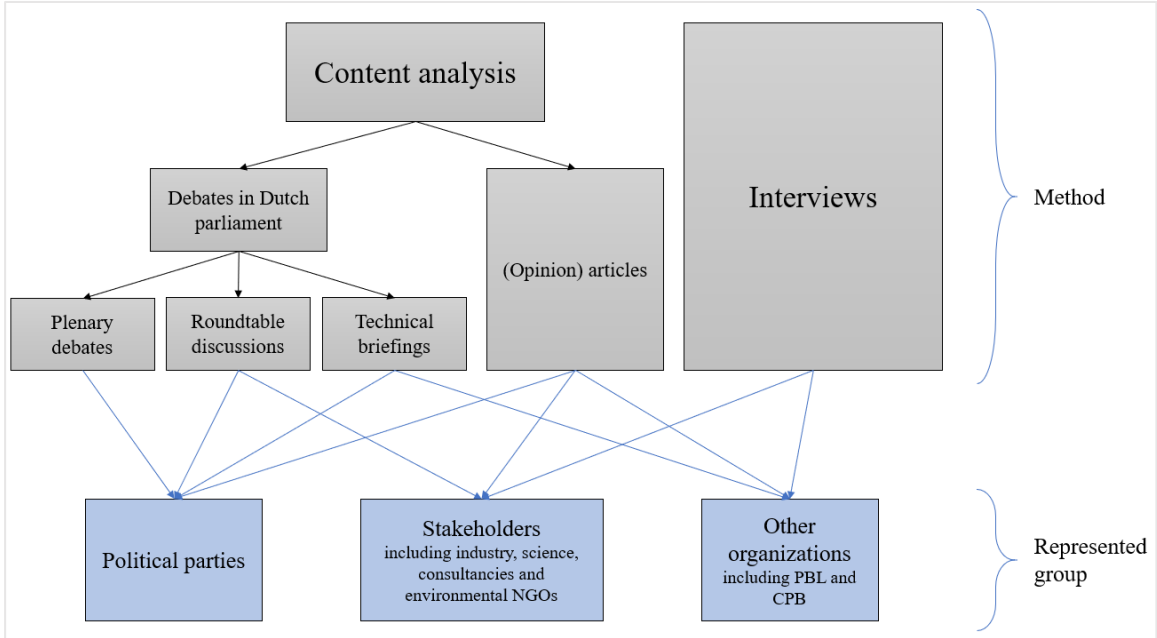 Content analysis
Interviews
Method
Debates in Dutch
parliament
(Opinion) articles
Plenary
debates
Roundtable
discussions
Technical
briefings
Political parties
Stakeholders
including industry, science,
consultancies and
environmental NGOs
Other
organizations
including PBL and
CPB
Represented
group